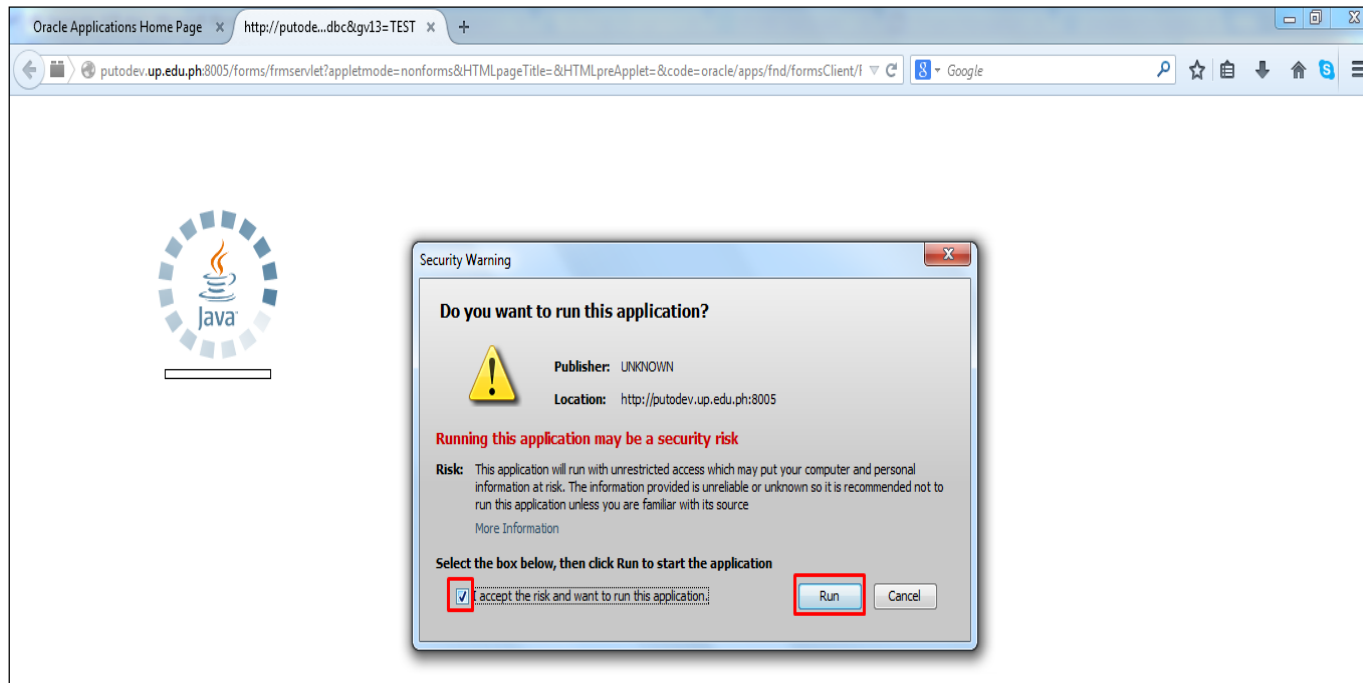 Oracle Applications Home Page
http://putode...dbc&gv13=TEST
putodev.up.edu.ph:8005/forms/frmservlet?appletmode=nonforms&HTMLpageTitle=&HTMLpreApplet=&code=oracle/apps/fnd/formsClient/f
Google
Java
Security Warning
Do you want to run this application?
Publisher: UNKNOWN
Location: http://putodev.up.edu.ph:8005
Running this application may be a security risk
Risk: This application will run with unrestricted access which may put your computer and personal
information at risk. The information provided is unreliable or unknown so it is recommended not to
run this application unless you are familiar with its source
More Information
Select the box below, then click Run to start the application
I accept the risk and want to run this application.
Run
Cancel